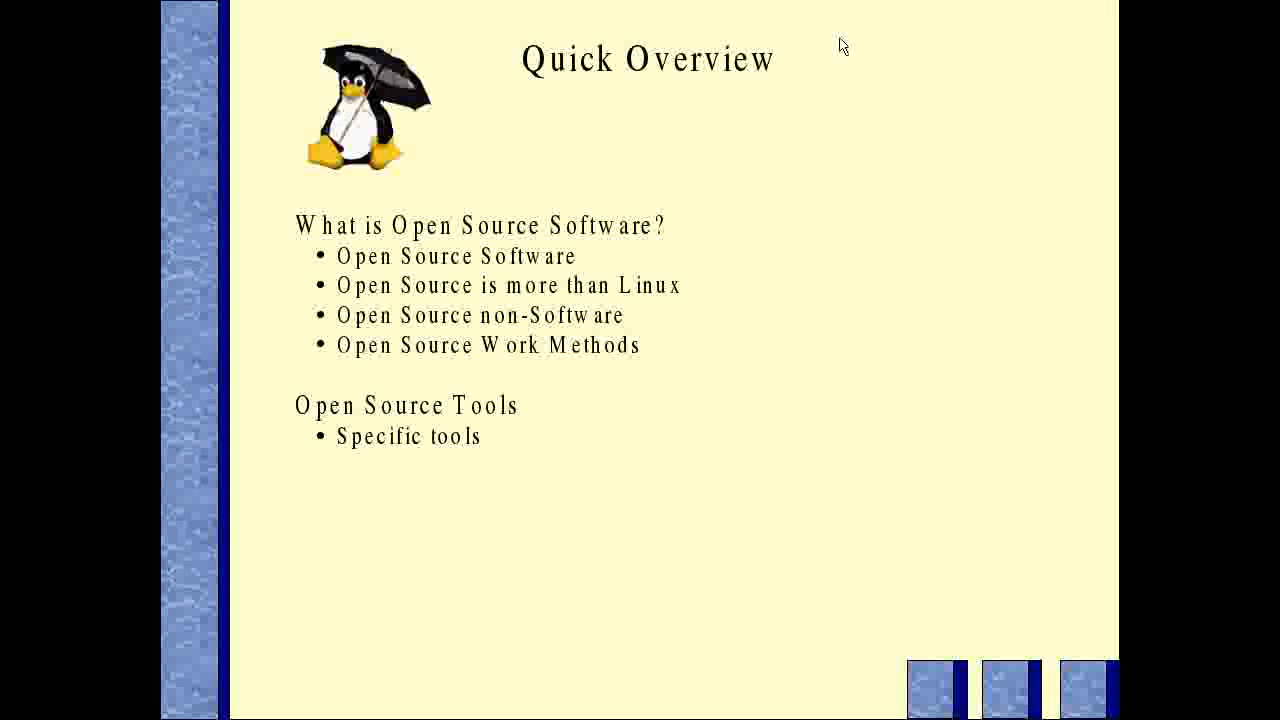 Quick Overview
What is Open Source Software?
• Open Source Software
• Open Source is more than Linux
• Open Source non-Software
• Open Source Work Methods
Open Source Tools
• Specific tools